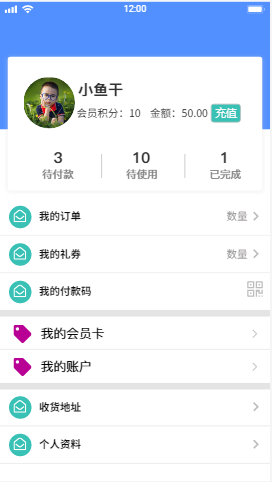 12:00
小鱼干
会员积分：10 金额：50.00 充值
3 10 1
待付款 待使用 已完成
我的订单 数量
我的礼券 数量
我的付款码
我的会员卡
我的账户
收货地址
个人资料